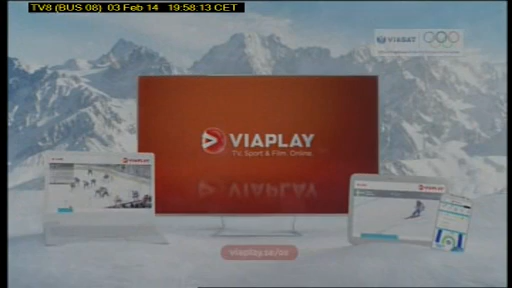 TV8 (BUS 08) 03 Feb 14 19:58:13 CET
VIASAT
VIAPLAY
TV, Sport & Film. Online.
VIAPLAY
VIAPLAY
viaplay.se/os